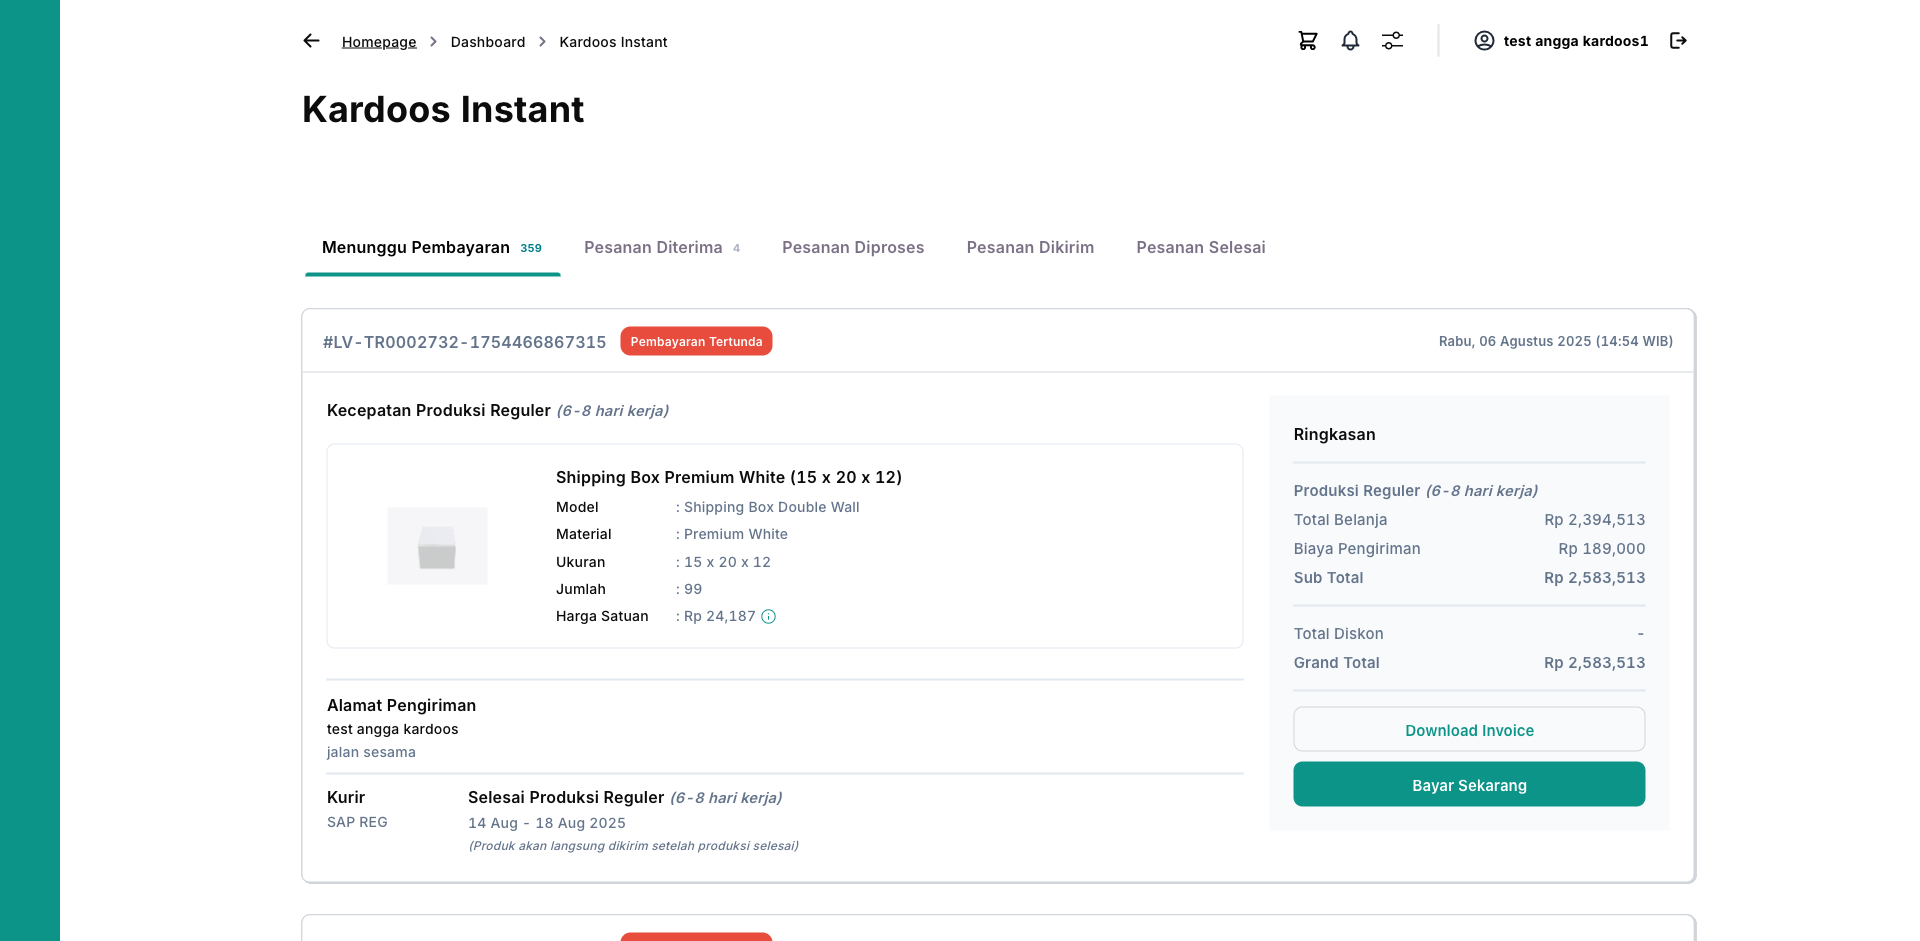 Homepage > Dashboard > Kardoos Instant
test angga kardoos1
Kardoos Instant
Menunggu Pembayaran 359
Pesanan Diterima 4
Pesanan Diproses
Pesanan Dikirim
Pesanan Selesai
#LV-TR0002732-1754466867315
Pembayaran Tertunda
Rabu, 06 Agustus 2025 (14:54 WIB)
Kecepatan Produksi Reguler (6-8 hari kerja)
Shipping Box Premium White (15 x 20 x 12)
Model : Shipping Box Double Wall
Material : Premium White
Ukuran : 15 x 20 x 12
Jumlah : 99
Harga Satuan : Rp 24,187
Alamat Pengiriman
test angga kardoos
jalan sesama
Kurir
SAP REG
Selesai Produksi Reguler (6-8 hari kerja)
14 Aug - 18 Aug 2025
(Produk akan langsung dikirim setelah produksi selesai)
Ringkasan
Produksi Reguler (6-8 hari kerja)
Total Belanja Rp 2,394,513
Biaya Pengiriman Rp 189,000
Sub Total Rp 2,583,513
Total Diskon -
Grand Total Rp 2,583,513
Download Invoice
Bayar Sekarang